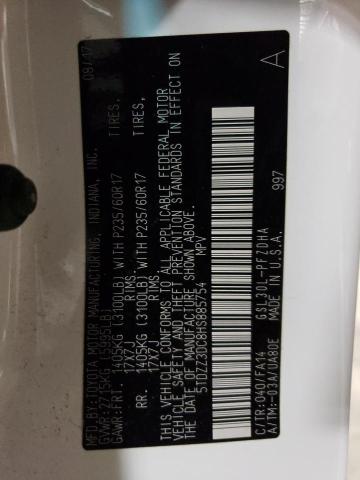 MFD.BY:TOYOTA MOTOR MANUFACTURING, INDIANA, INC. 08/17
GVWR:2715KG (5995LB)
GAWR:FRT. 1405KG (3100LB) WITH P235/60R17 TIRES,
17X7J RIMS
RR. 1405KG (3100LB) WITH P235/60R17 TIRES,
17X7J RIMS
THIS VEHICLE CONFORMS TO ALL APPLICABLE FEDERAL MOTOR
VEHICLE SAFETY AND THEFT PREVENTION STANDARDS IN EFFECT ON
THE DATE OF MANUFACTURE SHOWN ABOVE.
5TDZZ3DC8HS885754 MPV
A
C/TR:040/FA14 GSL30L-PFZDHA
A/TM:-03A/UA80E MADE IN U.S.A.
997